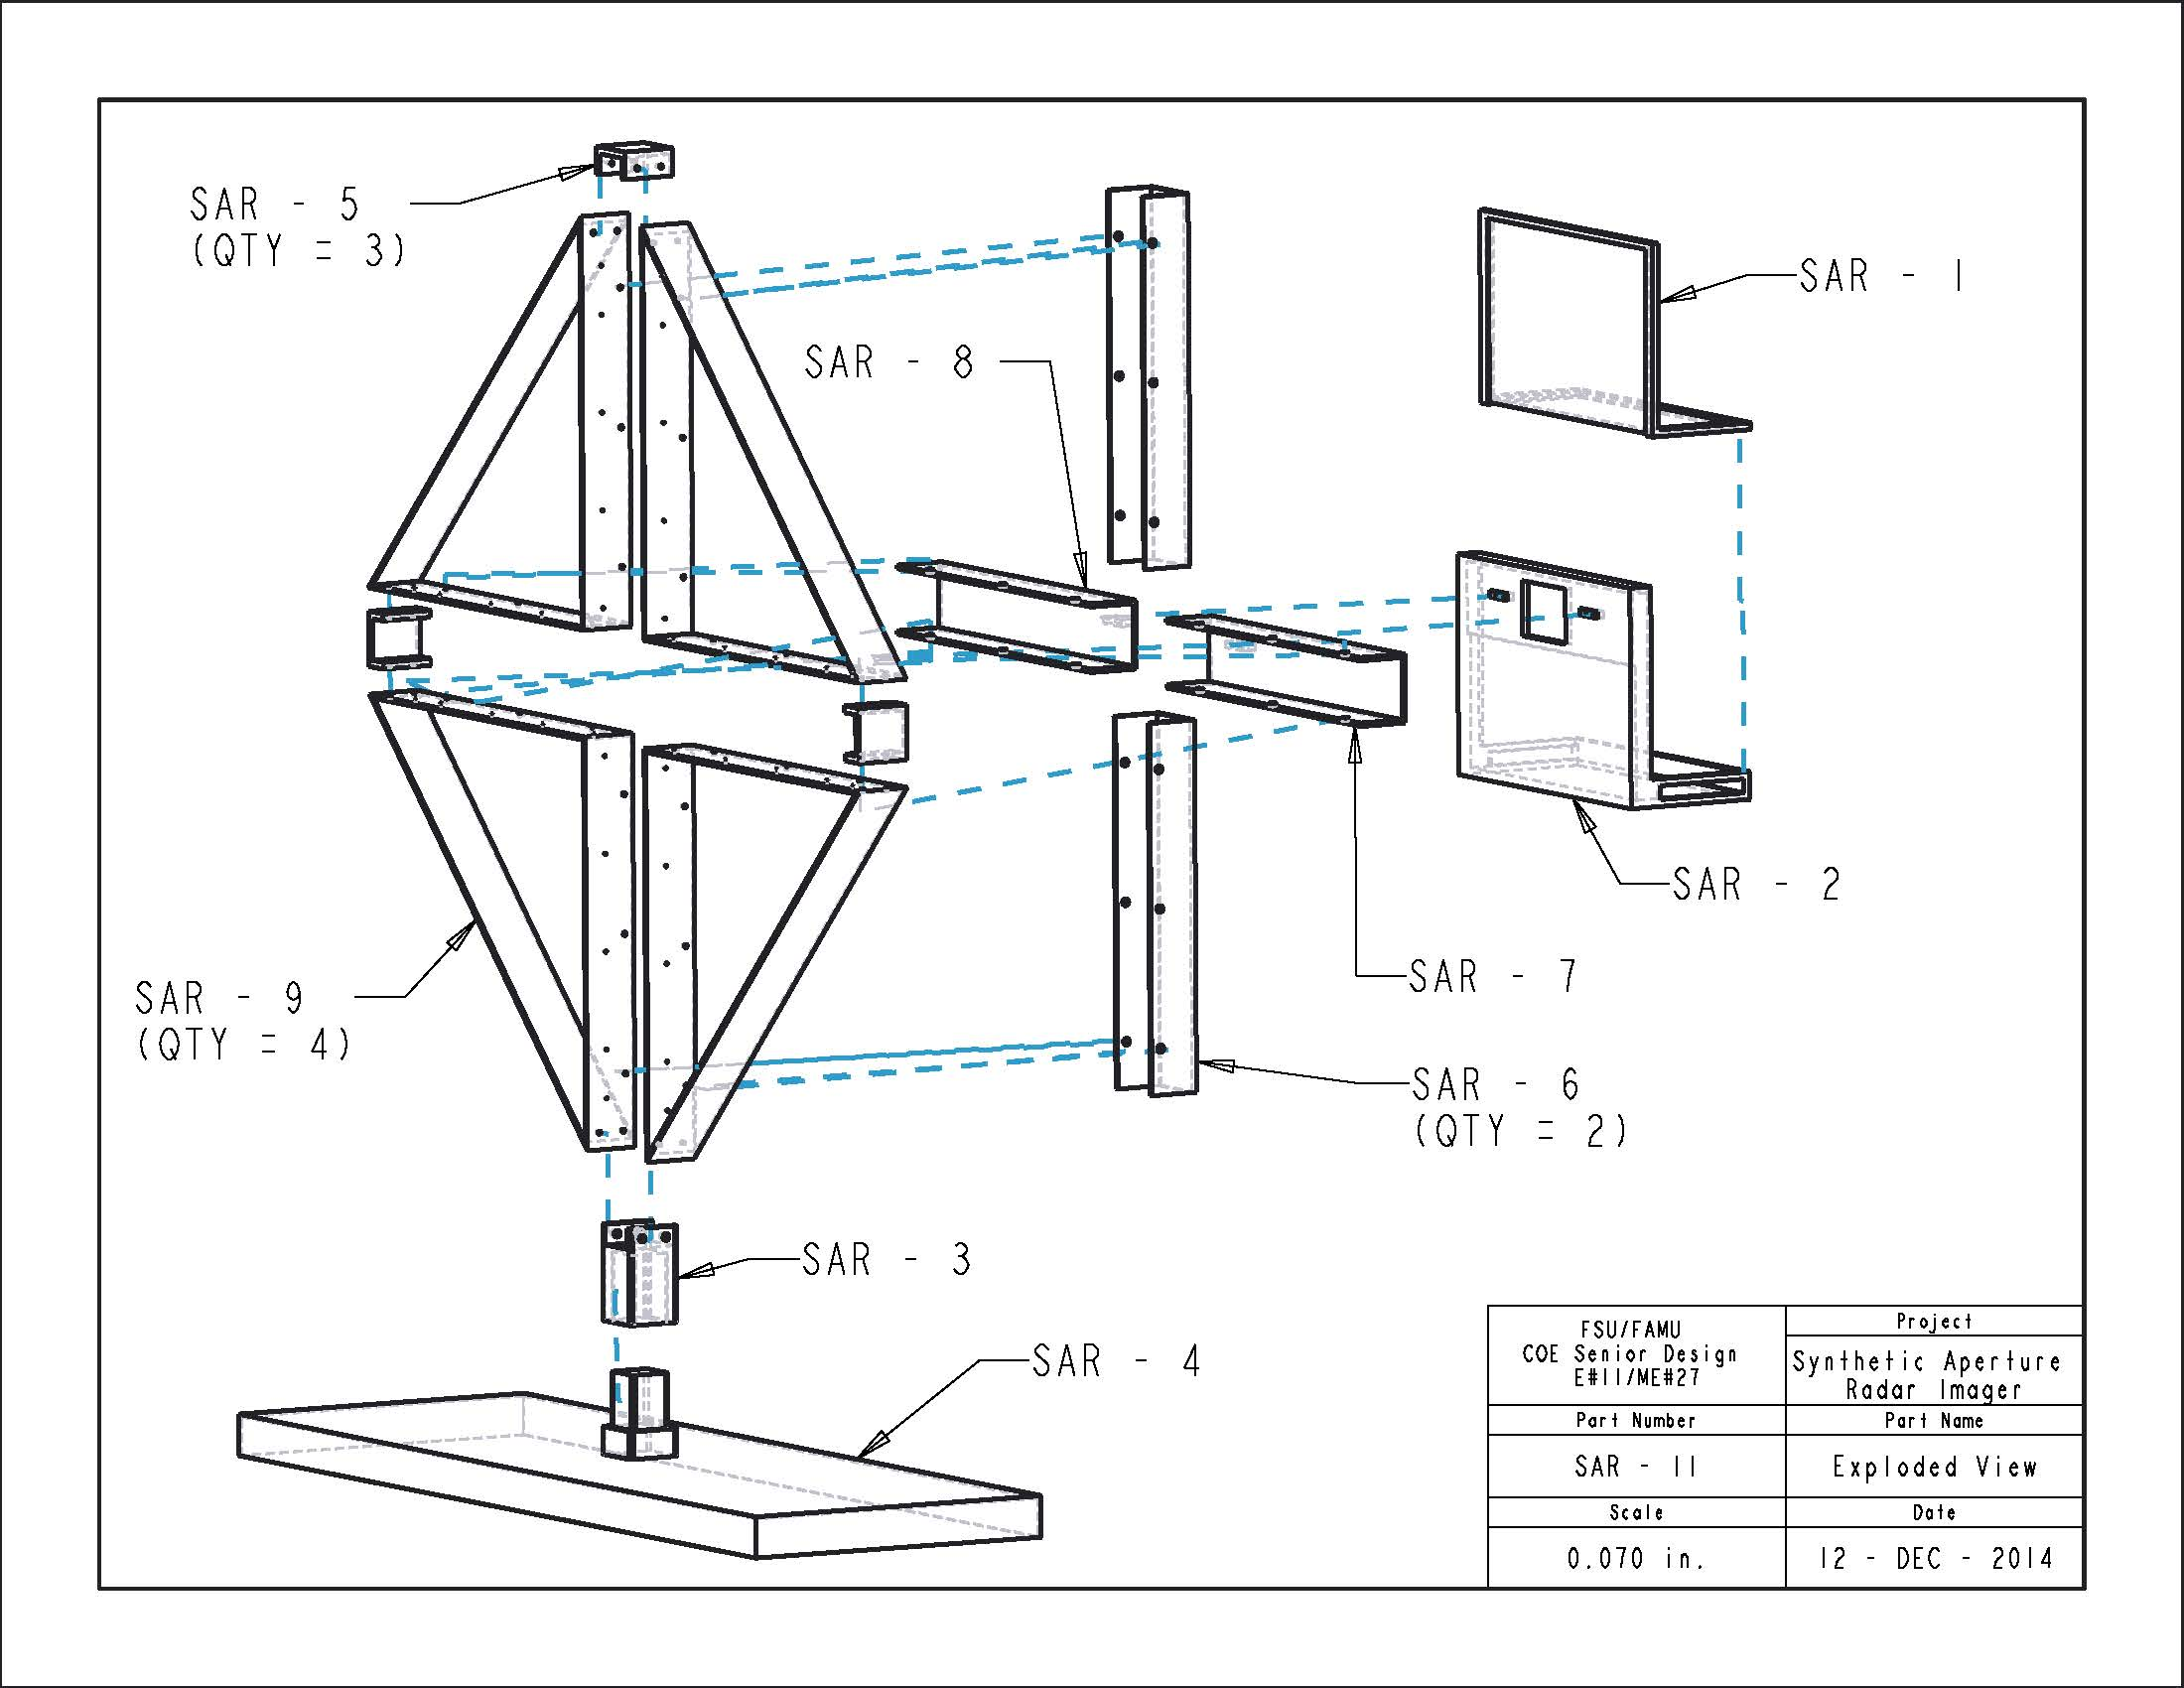 SAR - 5
(QTY = 3)
SAR - 1
SAR - 8
SAR - 2
SAR - 7
SAR - 9
(QTY = 4)
SAR - 6
(QTY = 2)
SAR - 3
SAR - 4
FSU/FAMU
COE Senior Design
E#11/ME#27
Project
Synthetic Aperture
Radar Imager
Part Number
Part Name
SAR - 11
Exploded View
Scale
Date
0.070 in.
12 - DEC - 2014